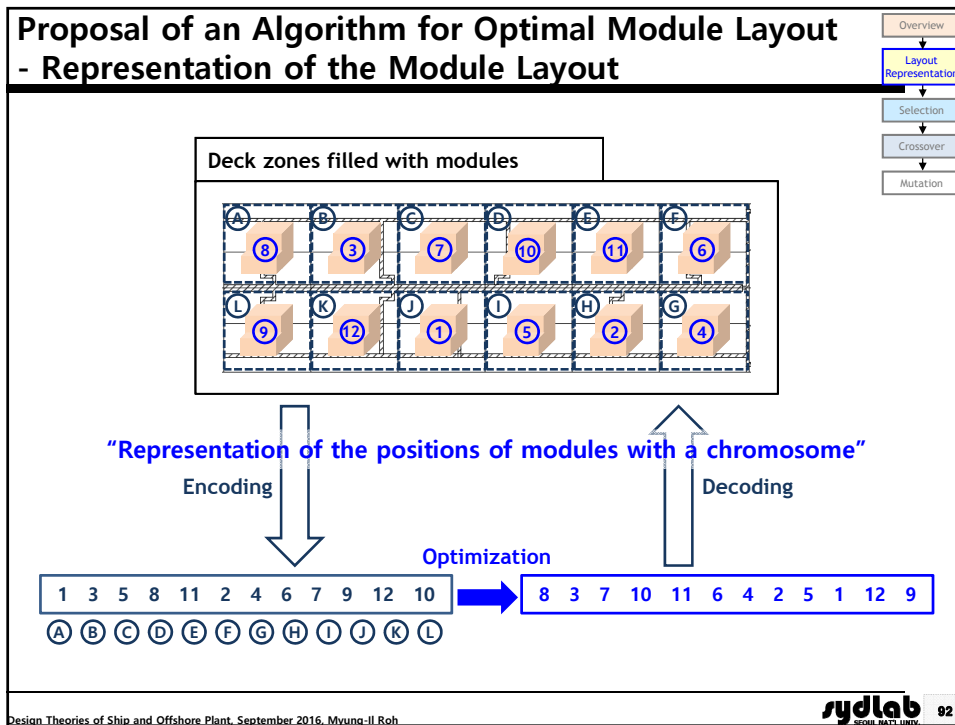 Proposal of an Algorithm for Optimal Module Layout
- Representation of the Module Layout
Overview
Layout
Representation
Selection
Crossover
Mutation
Deck zones filled with modules
A B C D E F
8 3 7 10 11 6
L K J I H G
9 12 1 5 2 4
“Representation of the positions of modules with a chromosome”
Encoding
Decoding
Optimization
1 3 5 8 11 2 4 6 7 9 12 10
8 3 7 10 11 6 4 2 5 1 12 9
A B C D E F G H I J K L
Design Theories of Ship and Offshore Plant, September 2016, Myung-Il Roh
sydlab
SEOUL NAT'L UNIV.
92